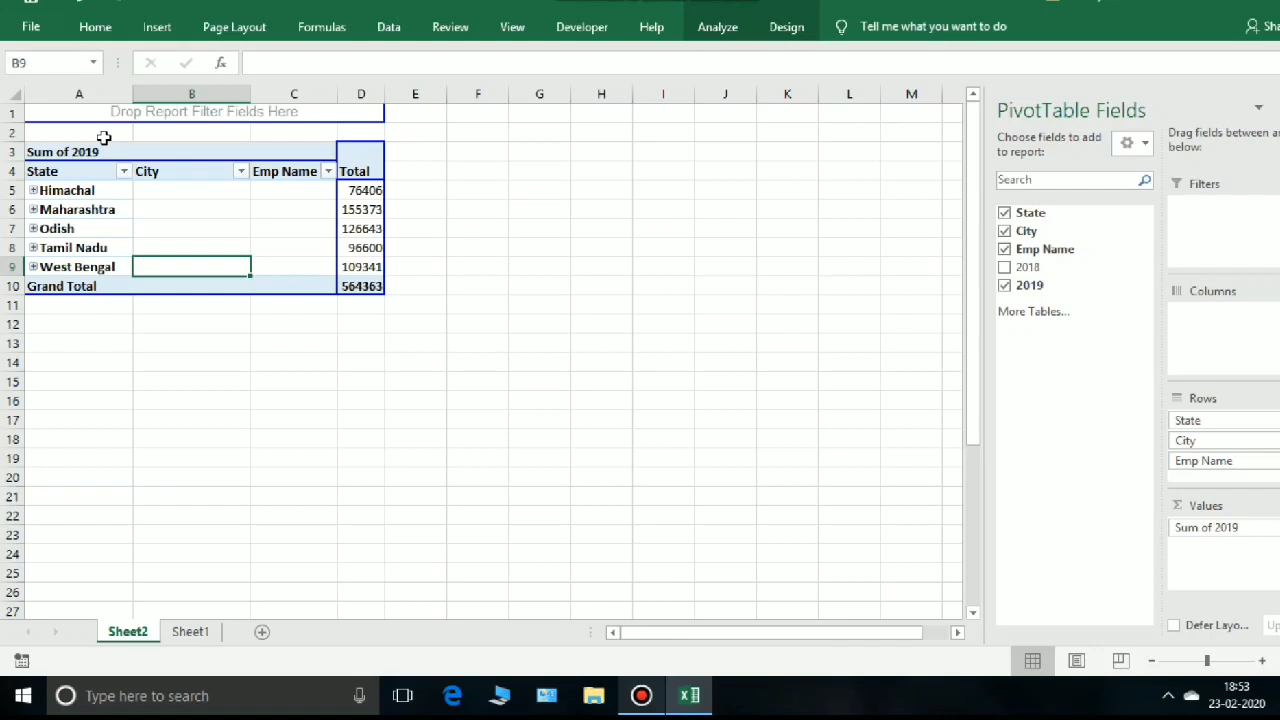 File Home Insert Page Layout Formulas Data Review View Developer Help Analyze Design Tell me what you want to do
B9 fx
A B C D E F G H I J K L M
1 Drop Report Filter Fields Here
2
3 Sum of 2019
4 State City Emp Name Total
5 Himachal 76406
6 Maharashtra 155373
7 Odish 126643
8 Tamil Nadu 96600
9 West Bengal 109341
10 Grand Total 564363
11
12
13
14
15
16
17
18
19
20
21
22
23
24
25
26
27
Sheet2 Sheet1
PivotTable Fields
Choose fields to add
to report:
Search
State
City
Emp Name
2018
2019
More Tables...
Drag fields between a
below:
Filters
Columns
Rows
State
City
Emp Name
Σ Values
Sum of 2019
Defer Layo...
Type here to search
18:53
23-02-2020